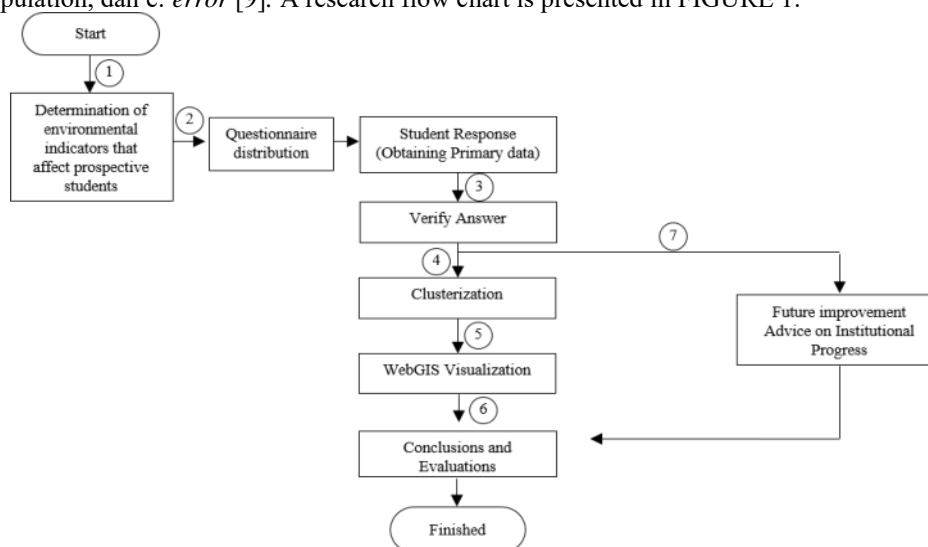 pulation, dan c: error [9]. A research flow chart is presented in FIGURE 1.
Start
1
Determination of
environmental
indicators that
affect prospective
students
2
Questionnaire
distribution
Student Response
(Obtaining Primary data)
3
Verify Answer
7
4
Clusterization
Future improvement
Advice on Institutional
Progress
5
WebGIS Visualization
6
Conclusions and
Evaluations
Finished